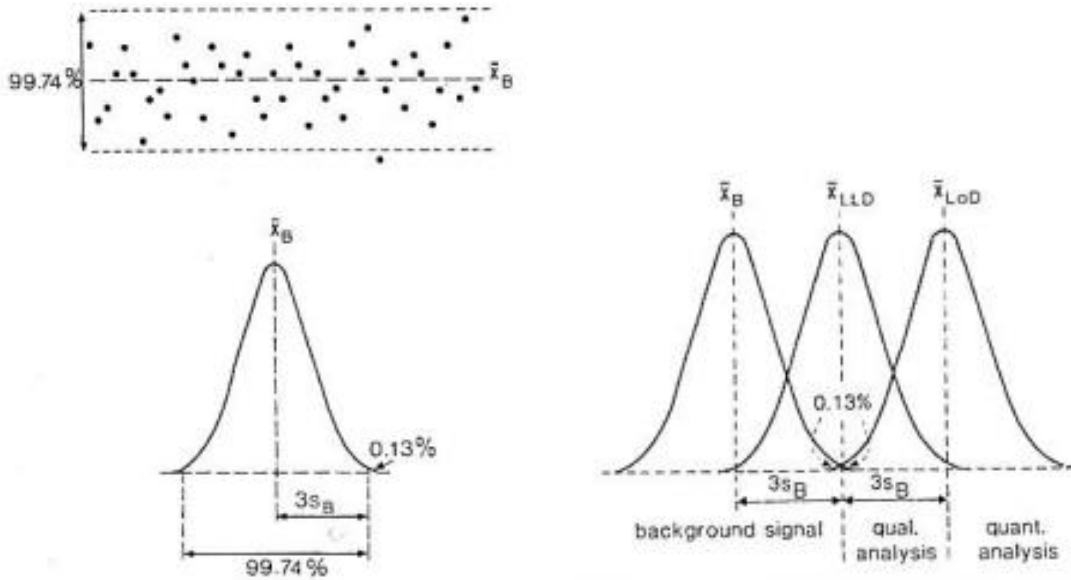 99.74%
x̄B
x̄B
0.13%
3sB
99.74%
x̄B x̄LLD x̄LoD
0.13%
3sB 3sB
background signal qual. analysis quant. analysis